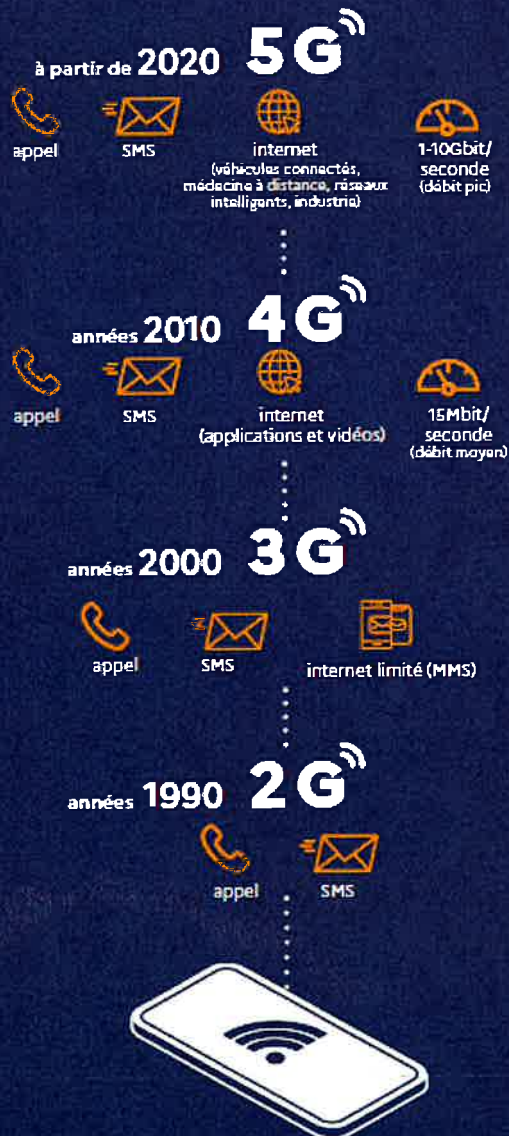 à partir de 2020 5G
appel
SMS
internet
(véhicules connectés,
médecine à distance, réseaux
intelligents, industrie)
1-10Gbit/
seconde
(débit pic)
années 2010 4G
appel
SMS
internet
(applications et vidéos)
15Mbit/
seconde
(débit moyen)
années 2000 3G
appel
SMS
internet limité (MMS)
années 1990 2G
appel
SMS